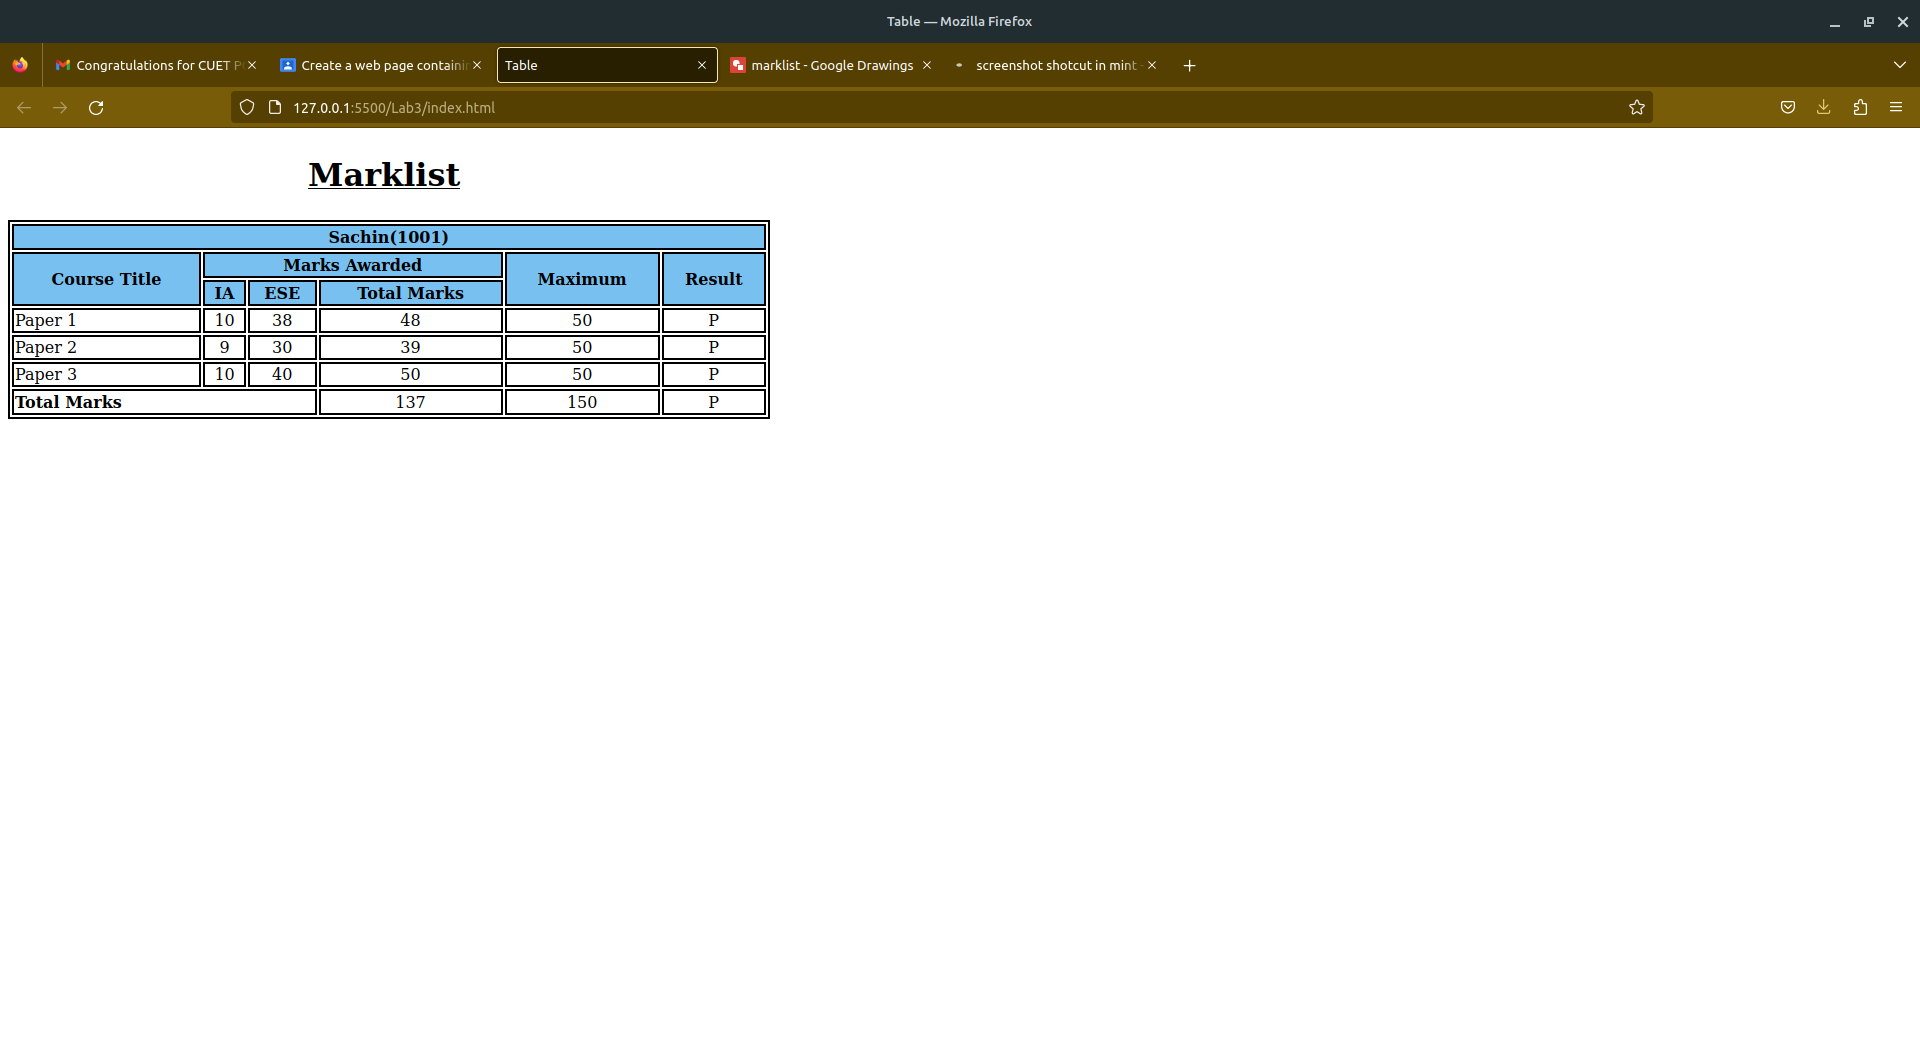 Table — Mozilla Firefox
Congratulations for CUET
Create a web page containin
Table
marklist - Google Drawings
screenshot shotcut in mint
127.0.0.1:5500/Lab3/index.html
Marklist
Sachin(1001)
Course Title Marks Awarded Maximum Result
IA ESE Total Marks
Paper 1 10 38 48 50 P
Paper 2 9 30 39 50 P
Paper 3 10 40 50 50 P
Total Marks 137 150 P